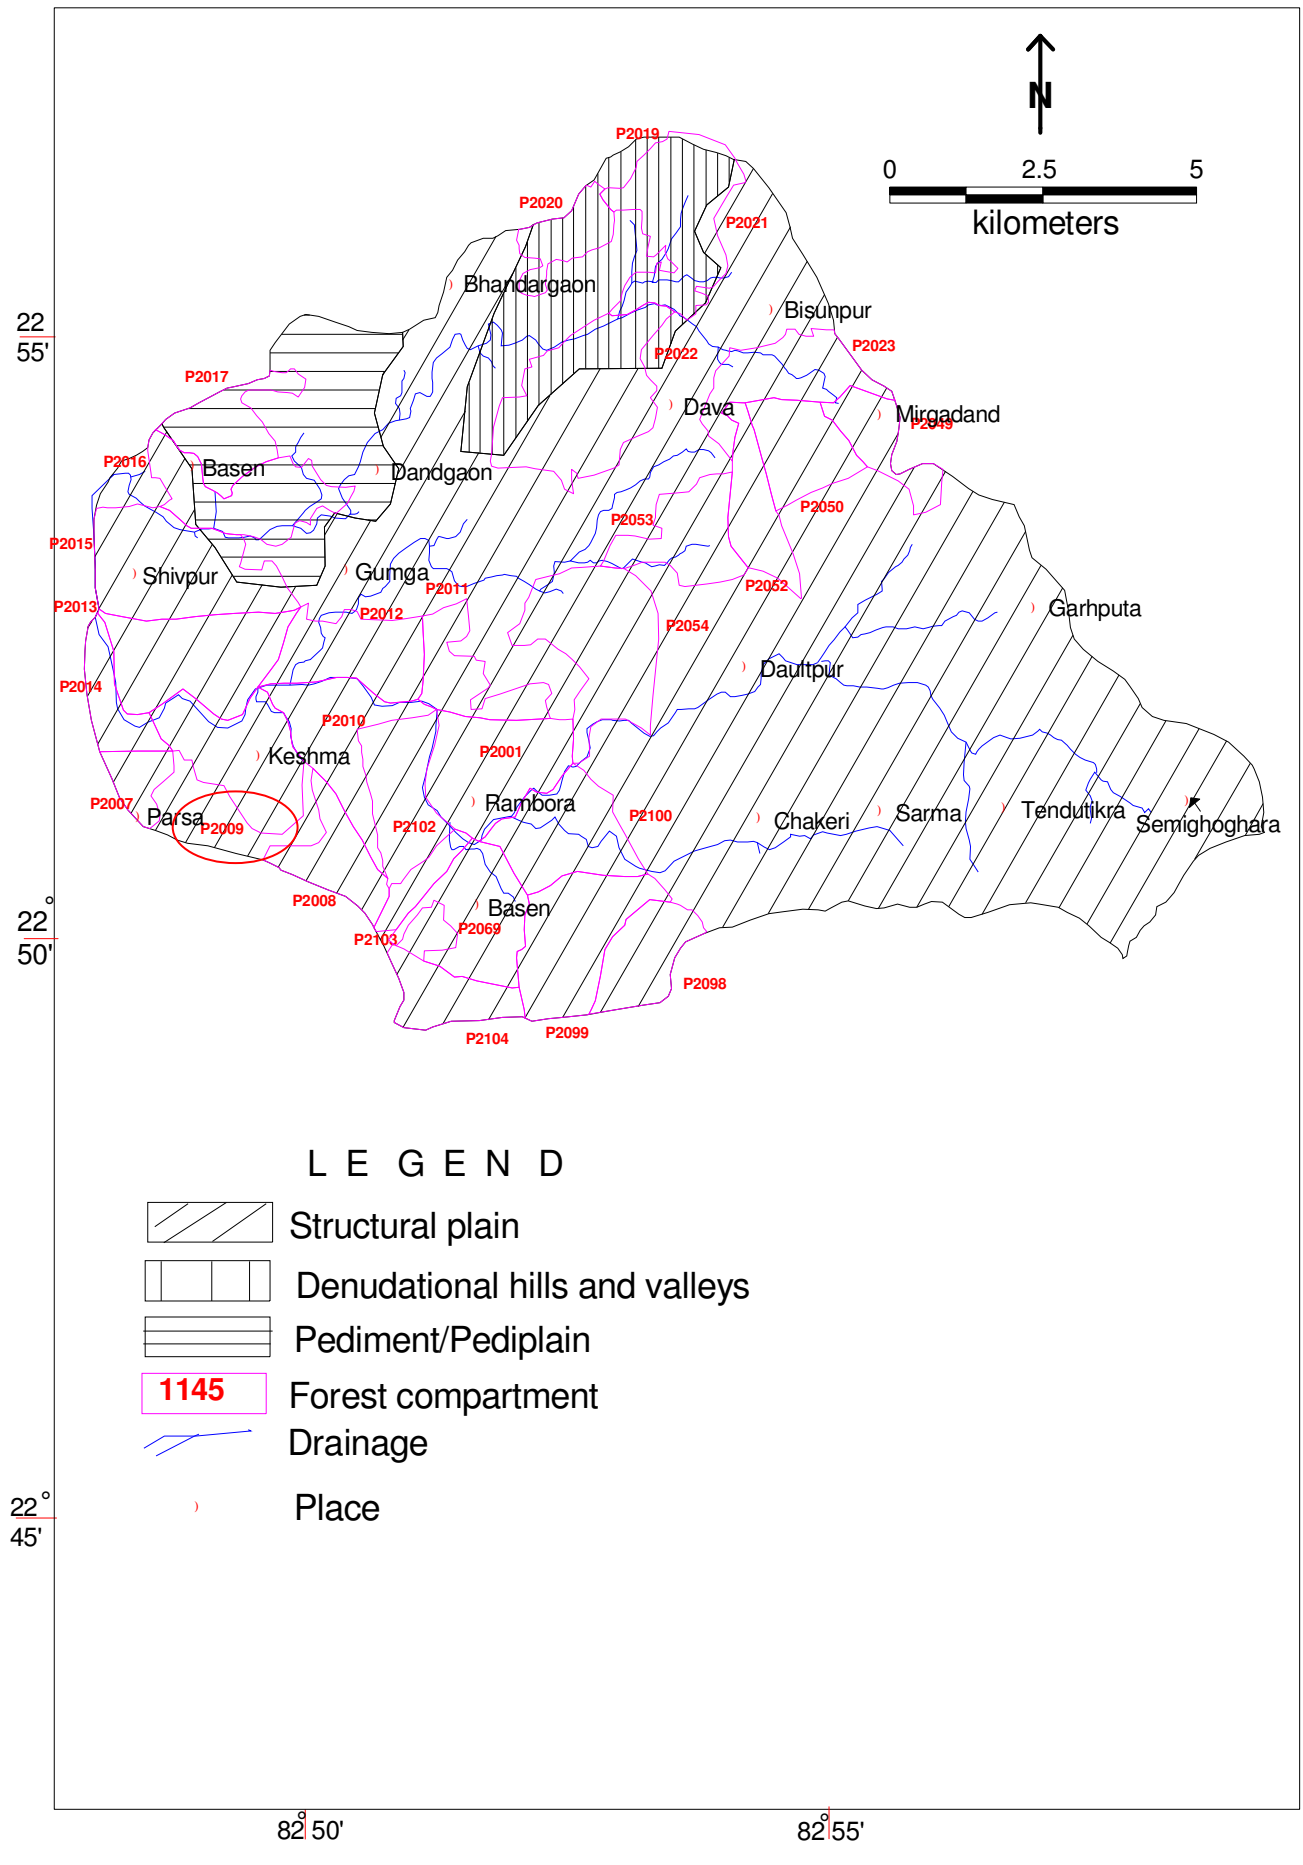 N
0 2.5 5
kilometers
P2019
P2020
P2021
Bhandargaon
Bisunpur
22
55'
P2023
P2022
P2017
Dava
Mirgadand
P2049
P2016
Basen
Dandgaon
P2050
P2053
P2015
Shivpur
Gumga
P2011
P2052
P2013
P2012
Garhputa
P2054
Daultpur
P2014
P2010
P2001
Keshma
P2007
Parsa
P2009
Rambora
P2102
P2100
Chakeri
Sarma
Tendutikra
Semighoghara
P2008
Basen
P2069
P2103
22°
50'
P2098
P2104
P2099
L E G E N D
Structural plain
Denudational hills and valleys
Pediment/Pediplain
1145
Forest compartment
Drainage
Place
22°
45'
82°50'
82°55'